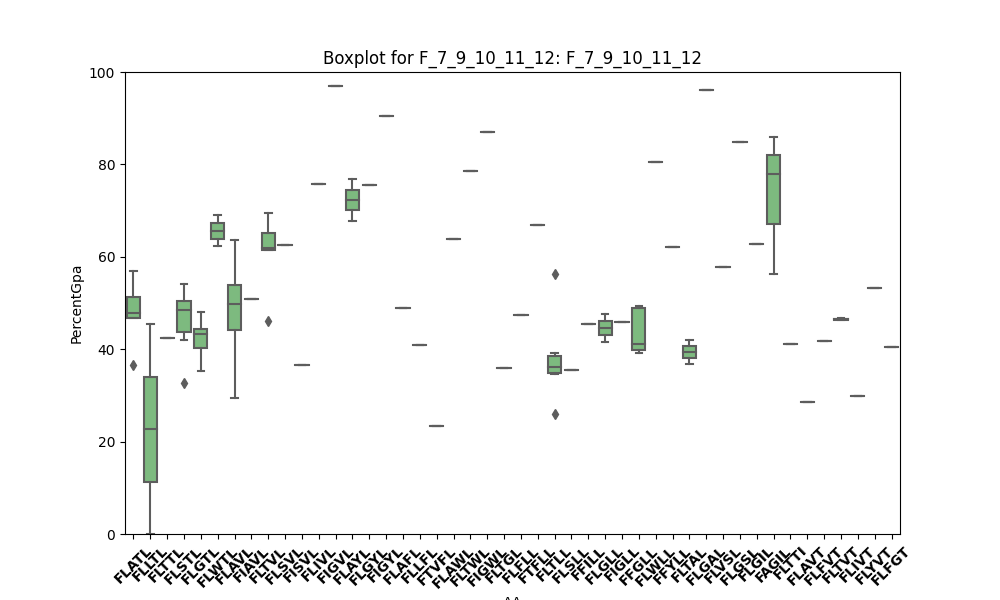 Boxplot for F_7_9_10_11_12: F_7_9_10_11_12
PercentGpa
100
80
60
40
20
0
FLATL
FLLTL
FLTTL
FLSTL
FLGTL
FLWTL
FLAVL
FIAVL
FLTVL
FLSVL
FISVL
FLIVL
FIGVL
FLAYL
FLGYL
FIGYL
FLAFL
FLLFL
FTVFL
FLAWL
FLTWL
FIGWL
FLTGL
FLFLL
FTFLL
FLTLL
FLSLL
FFILL
FLGLL
FIGLL
FFGLL
FLWLL
FFYLL
FLTAL
FLGAL
FLVSL
FLGSL
FLGIL
FAGIL
FLTTI
FLAVT
FLFVT
FLTVT
FLIVT
FLYVT
FLFGT